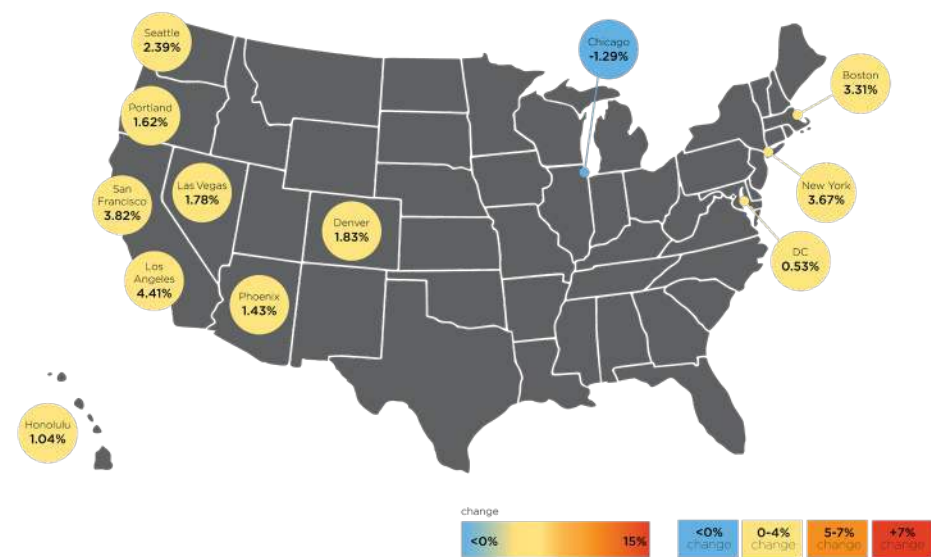 Seattle
2.39%
Chicago
-1.29%
Boston
3.31%
Portland
1.62%
San
Francisco
3.82%
Las Vegas
1.78%
New York
3.67%
Denver
1.83%
DC
0.53%
Los
Angeles
4.41%
Phoenix
1.43%
Honolulu
1.04%
change
<0%
15%
<0%
change
0-4%
change
5-7%
change
+7%
change